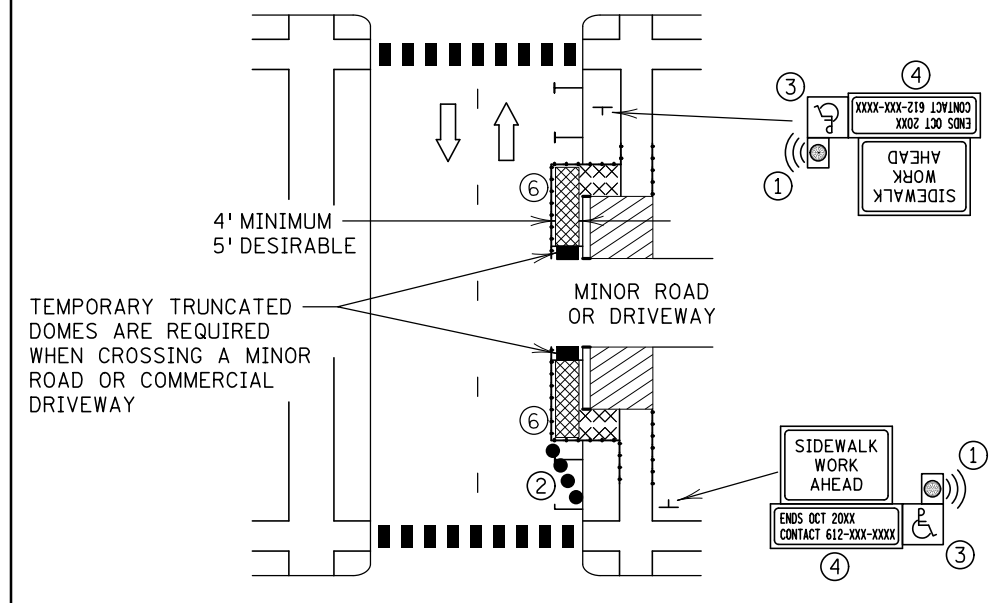 3
4
ENDS OCT 20XX
CONTACT 612-XXX-XXXX
1
SIDEWALK
WORK
AHEAD
6
4' MINIMUM
5' DESIRABLE
TEMPORARY TRUNCATED
DOMES ARE REQUIRED
WHEN CROSSING A MINOR
ROAD OR COMMERCIAL
DRIVEWAY
MINOR ROAD
OR DRIVEWAY
6
2
SIDEWALK
WORK
AHEAD
1
ENDS OCT 20XX
CONTACT 612-XXX-XXXX
3
4